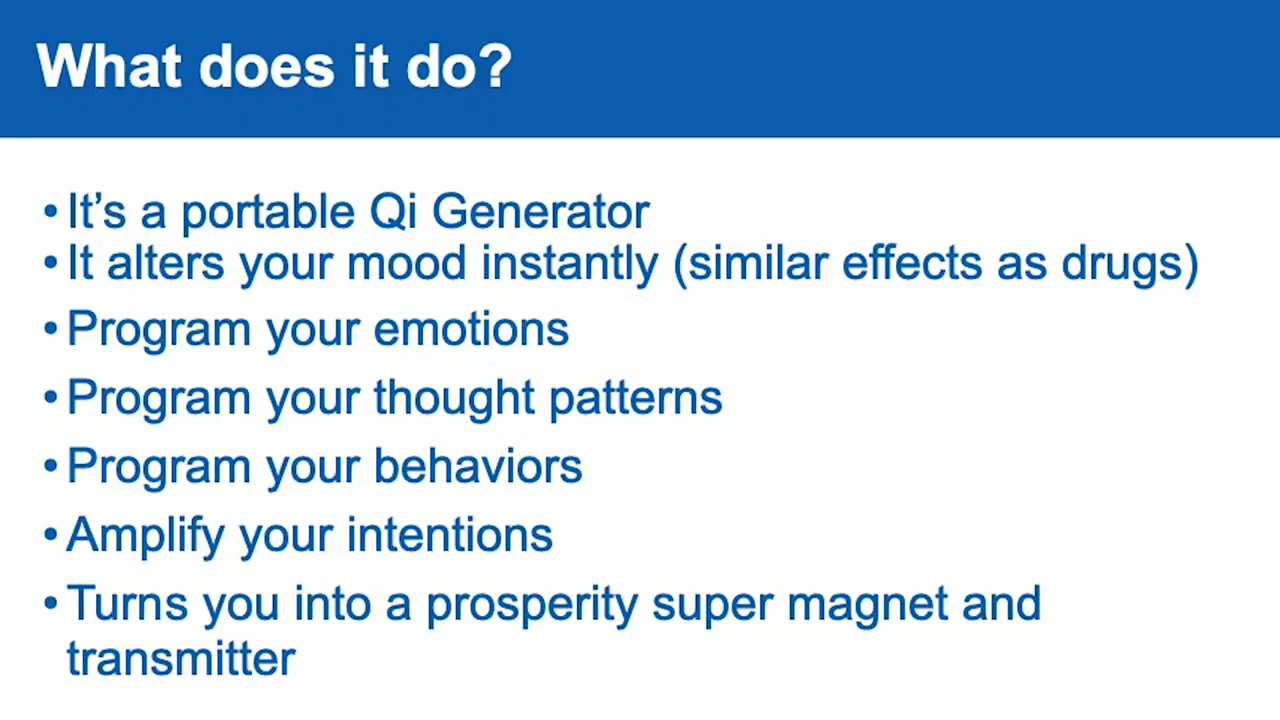 What does it do?
•It’s a portable Qi Generator
•It alters your mood instantly (similar effects as drugs)
•Program your emotions
•Program your thought patterns
•Program your behaviors
•Amplify your intentions
•Turns you into a prosperity super magnet and
transmitter